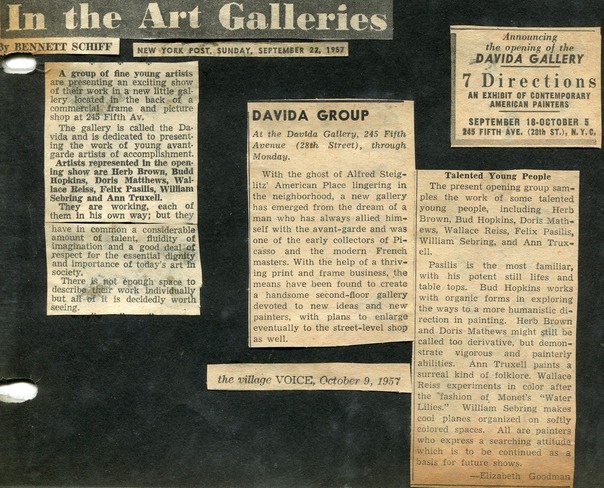 In the Art Galleries
By BENNETT SCHIFF
NEW YORK POST, SUNDAY, SEPTEMBER 22, 1957
A group of fine young artists
are presenting an exciting show
of their work in a new little gal-
lery located in the back of a
commercial frame and picture
shop at 245 Fifth Av.
The gallery is called the Da-
vida and is dedicated to present-
ing the work of young avant-
garde artists of accomplishment.
Artists represented in the open-
ing show are Herb Brown, Budd
Hopkins, Doris Matthews, Wal-
lace Reiss, Felix Pasilis, William
Sebring and Ann Truxell.
They are working, each of
them in his own way; but they
have in common a considerable
amount of talent, fluidity of
imagination and a good deal of
respect for the essential dignity
and importance of today's art in
society.
There is not enough space to
describe their work individually
but all of it is decidedly worth
seeing.
DAVIDA GROUP
At the Davida Gallery, 245 Fifth
Avenue (28th Street), through
Monday.
With the ghost of Alfred Steig-
litz' American Place lingering in
the neighborhood, a new gallery
has emerged from the dream of a
man who has always allied him-
self with the avant-garde and was
one of the early collectors of Pi-
casso and the modern French
masters. With the help of a thriv-
ing print and frame business, the
means have been found to create
a handsome second-floor gallery
devoted to new ideas and new
painters, with plans to enlarge
eventually to the street-level shop
as well.
the village VOICE, October 9, 1957
Announcing
the opening of the
DAVIDA GALLERY
7 Directions
AN EXHIBIT OF CONTEMPORARY
AMERICAN PAINTERS
SEPTEMBER 18-OCTOBER 5
245 FIFTH AVE. (28th ST.), N.Y.C.
Talented Young People
The present opening group sam-
ples the work of some talented
young people, including Herb
Brown, Bud Hopkins, Doris Math-
ews, Wallace Reiss, Felix Pasilis,
William Sebring, and Ann Trux-
ell.
Pasilis is the most familiar,
with his potent still lifes and
table tops. Bud Hopkins works
with organic forms in exploring
the ways to a more humanistic di-
rection in painting. Herb Brown
and Doris Mathews might still be
called too derivative, but demon-
strate vigorous and painterly
abilities. Ann Truxell paints a
surreal kind of folklore. Wallace
Reiss experiments in color after
the "fashion of Monet's "Water
Lilies." William Sebring makes
cool planes organized on softly
colored spaces. All are painters
who express a searching attitude
which is to be continued as a
basis for future shows.
—Elizabeth Goodman